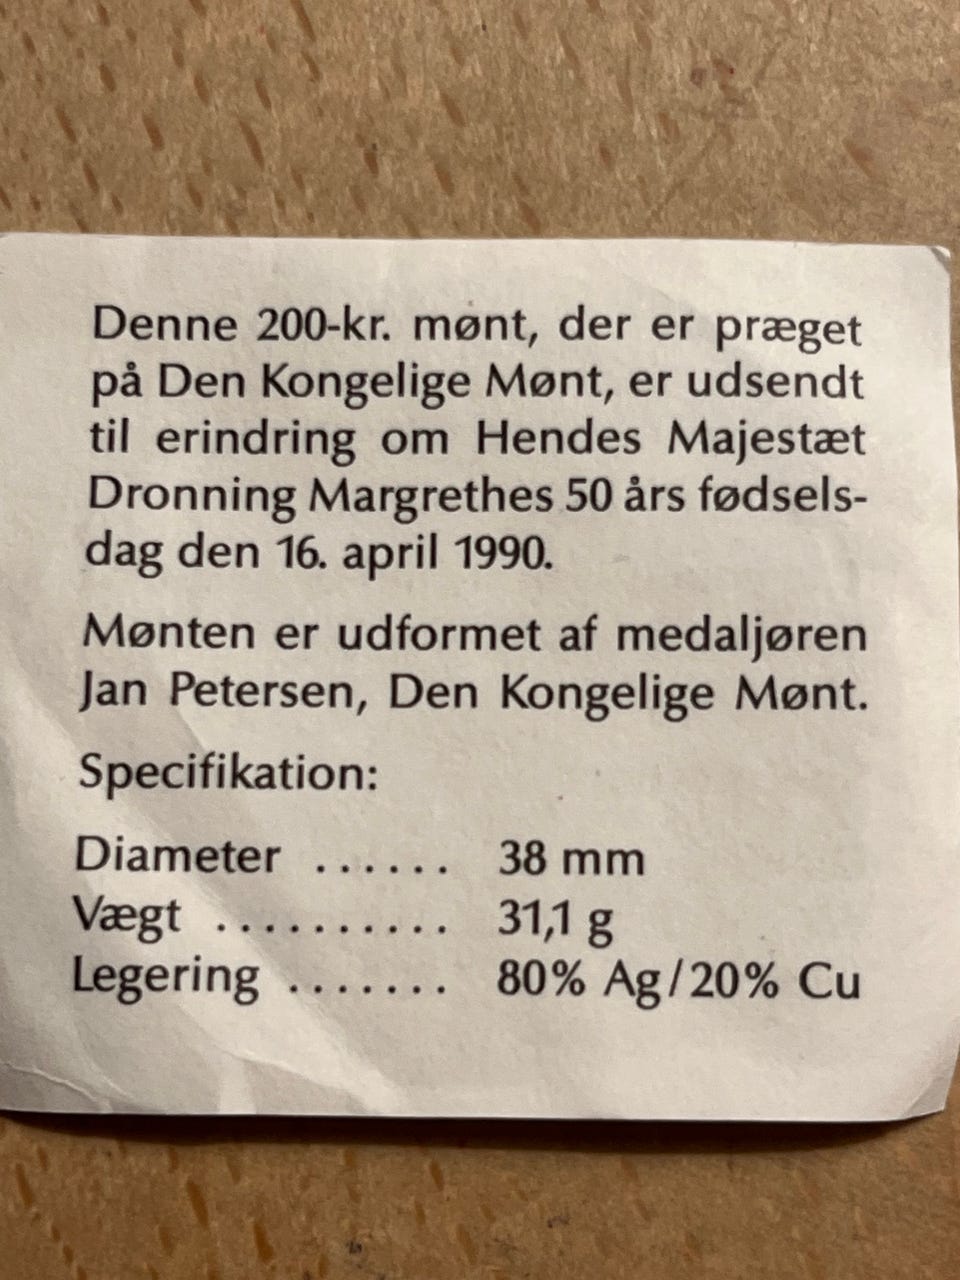 Denne 200-kr. mønt, der er præget
på Den Kongelige Mønt, er udsendt
til erindring om Hendes Majestæt
Dronning Margrethes 50 års fødsels-
dag den 16. april 1990.
Mønten er udformet af medaljøren
Jan Petersen, Den Kongelige Mønt.
Specifikation:
Diameter ...... 38 mm
Vægt .......... 31,1 g
Legering ....... 80% Ag/20% Cu